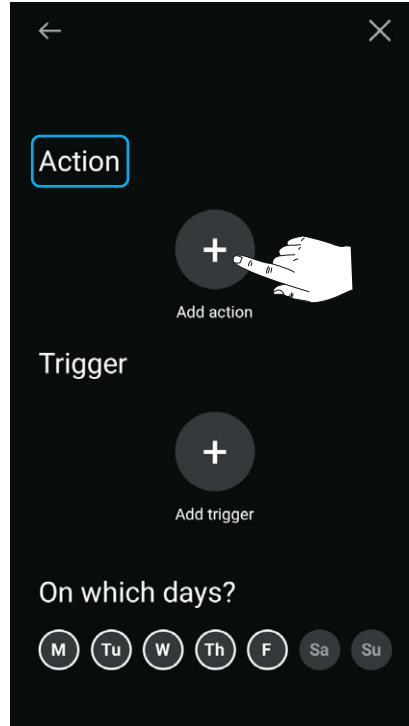 Action
Add action
Trigger
Add trigger
On which days?
M Tu W Th F Sa Su